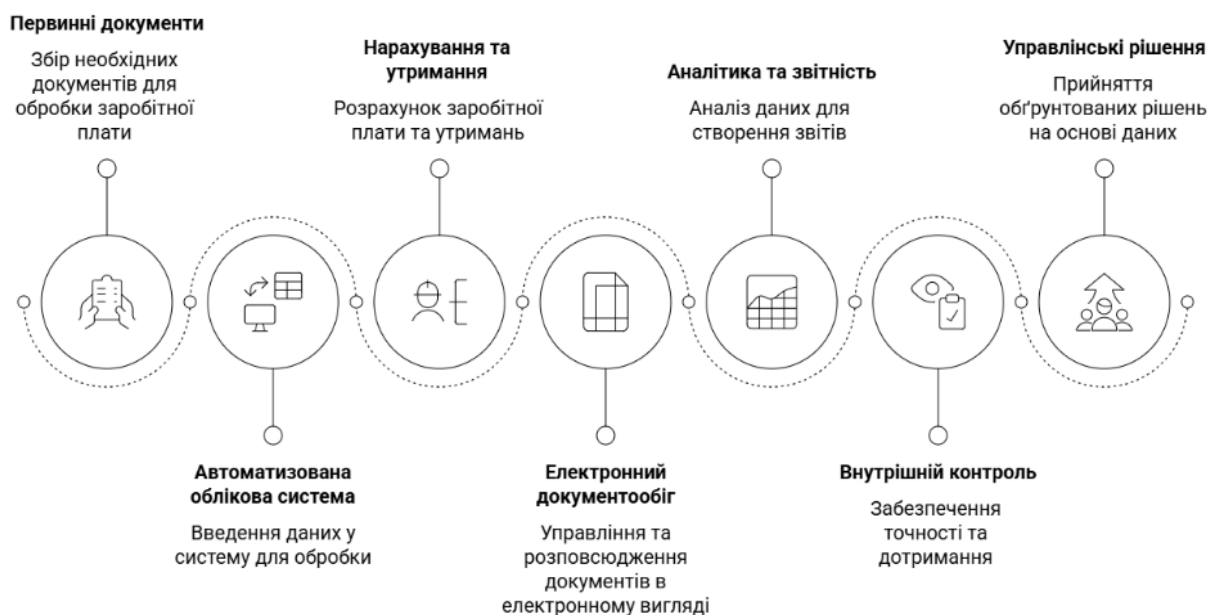 Первинні документи
Збір необхідних
документів для
обробки заробітної
плати
Автоматизована
облікова система
Введення даних у
систему для обробки
Нарахування та
утримання
Розрахунок заробітної
плати та утримань
Електронний
документообіг
Управління та
розповсюдження
документів в
електронному вигляді
Аналітика та звітність
Аналіз даних для
створення звітів
Внутрішній контроль
Забезпечення
точності та
дотримання
Управлінські рішення
Прийняття
обґрунтованих рішень
на основі даних